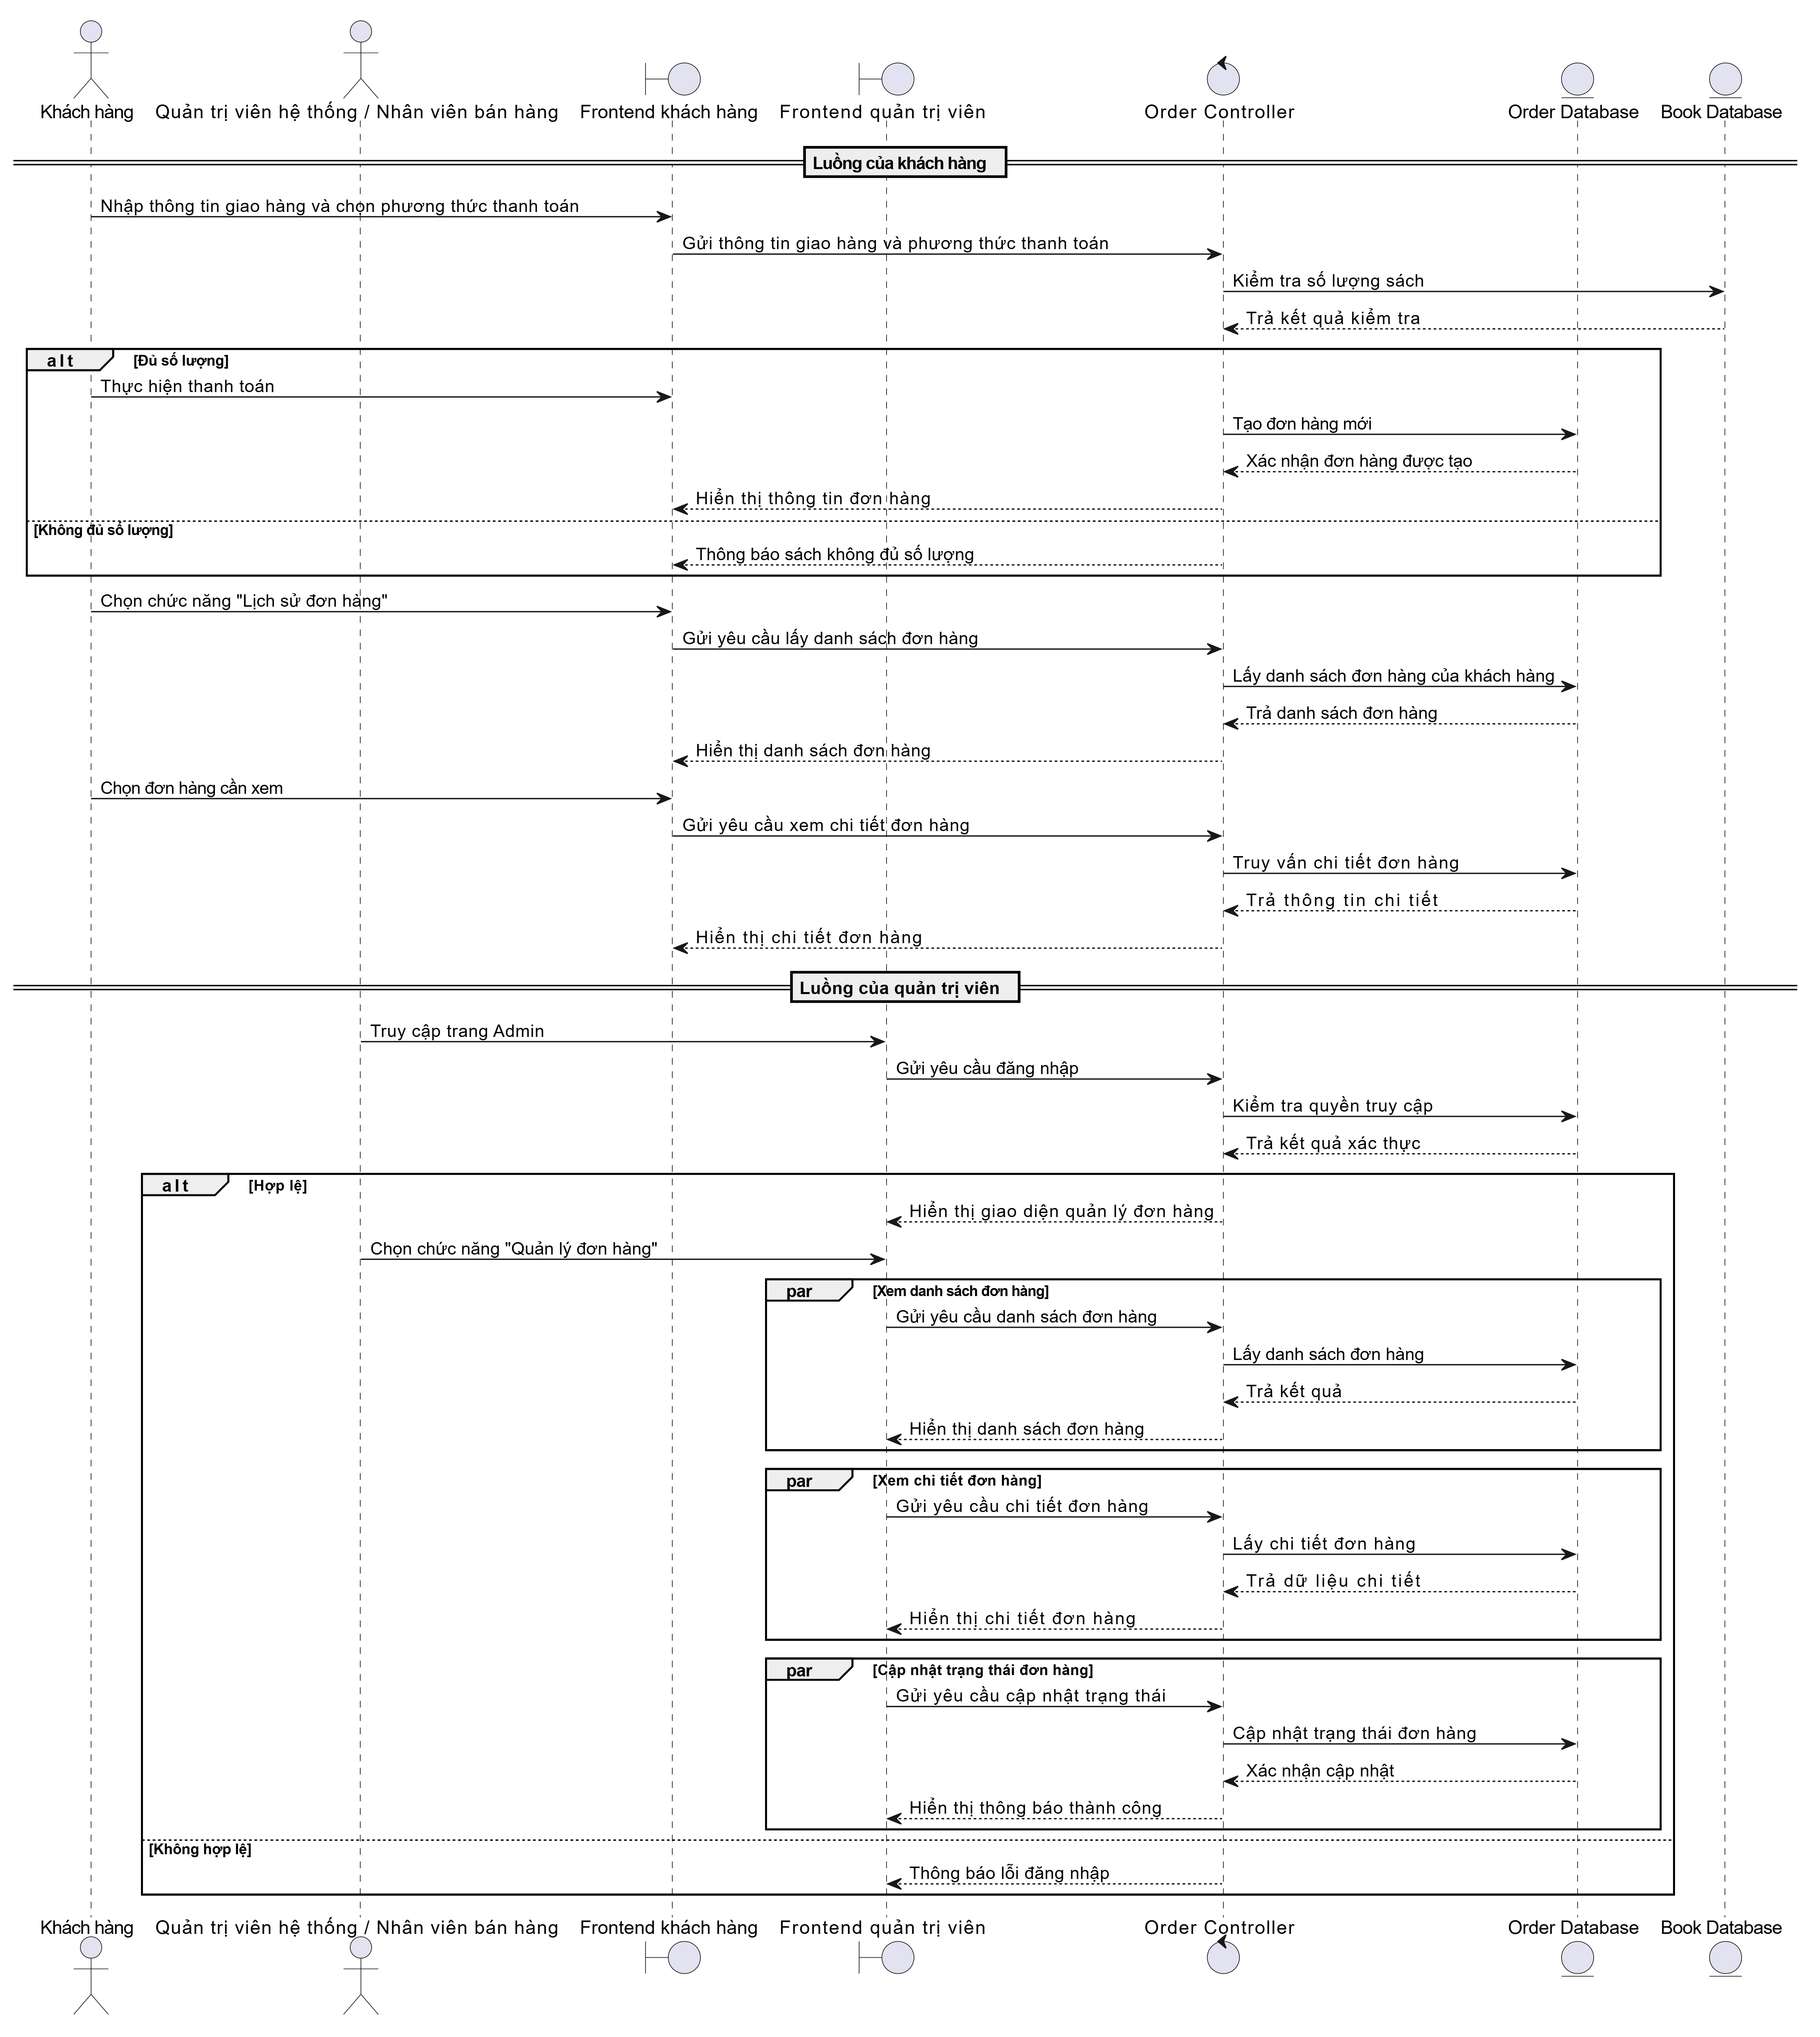 Khách hàng
Quản trị viên hệ thống / Nhân viên bán hàng
Frontend khách hàng
Frontend quản trị viên
Order Controller
Order Database
Book Database
Luồng của khách hàng
Nhập thông tin giao hàng và chọn phương thức thanh toán
Gửi thông tin giao hàng và phương thức thanh toán
Kiểm tra số lượng sách
Trả kết quả kiểm tra
alt
[Đủ số lượng]
Thực hiện thanh toán
Tạo đơn hàng mới
Xác nhận đơn hàng được tạo
Hiển thị thông tin đơn hàng
[Không đủ số lượng]
Thông báo sách không đủ số lượng
Chọn chức năng "Lịch sử đơn hàng"
Gửi yêu cầu lấy danh sách đơn hàng
Lấy danh sách đơn hàng của khách hàng
Trả danh sách đơn hàng
Hiển thị danh sách đơn hàng
Chọn đơn hàng cần xem
Gửi yêu cầu xem chi tiết đơn hàng
Truy vấn chi tiết đơn hàng
Trả thông tin chi tiết
Hiển thị chi tiết đơn hàng
Luồng của quản trị viên
Truy cập trang Admin
Gửi yêu cầu đăng nhập
Kiểm tra quyền truy cập
Trả kết quả xác thực
alt
[Hợp lệ]
Hiển thị giao diện quản lý đơn hàng
Chọn chức năng "Quản lý đơn hàng"
par
[Xem danh sách đơn hàng]
Gửi yêu cầu danh sách đơn hàng
Lấy danh sách đơn hàng
Trả kết quả
Hiển thị danh sách đơn hàng
par
[Xem chi tiết đơn hàng]
Gửi yêu cầu chi tiết đơn hàng
Lấy chi tiết đơn hàng
Trả dữ liệu chi tiết
Hiển thị chi tiết đơn hàng
par
[Cập nhật trạng thái đơn hàng]
Gửi yêu cầu cập nhật trạng thái
Cập nhật trạng thái đơn hàng
Xác nhận cập nhật
Hiển thị thông báo thành công
[Không hợp lệ]
Thông báo lỗi đăng nhập
Khách hàng
Quản trị viên hệ thống / Nhân viên bán hàng
Frontend khách hàng
Frontend quản trị viên
Order Controller
Order Database
Book Database